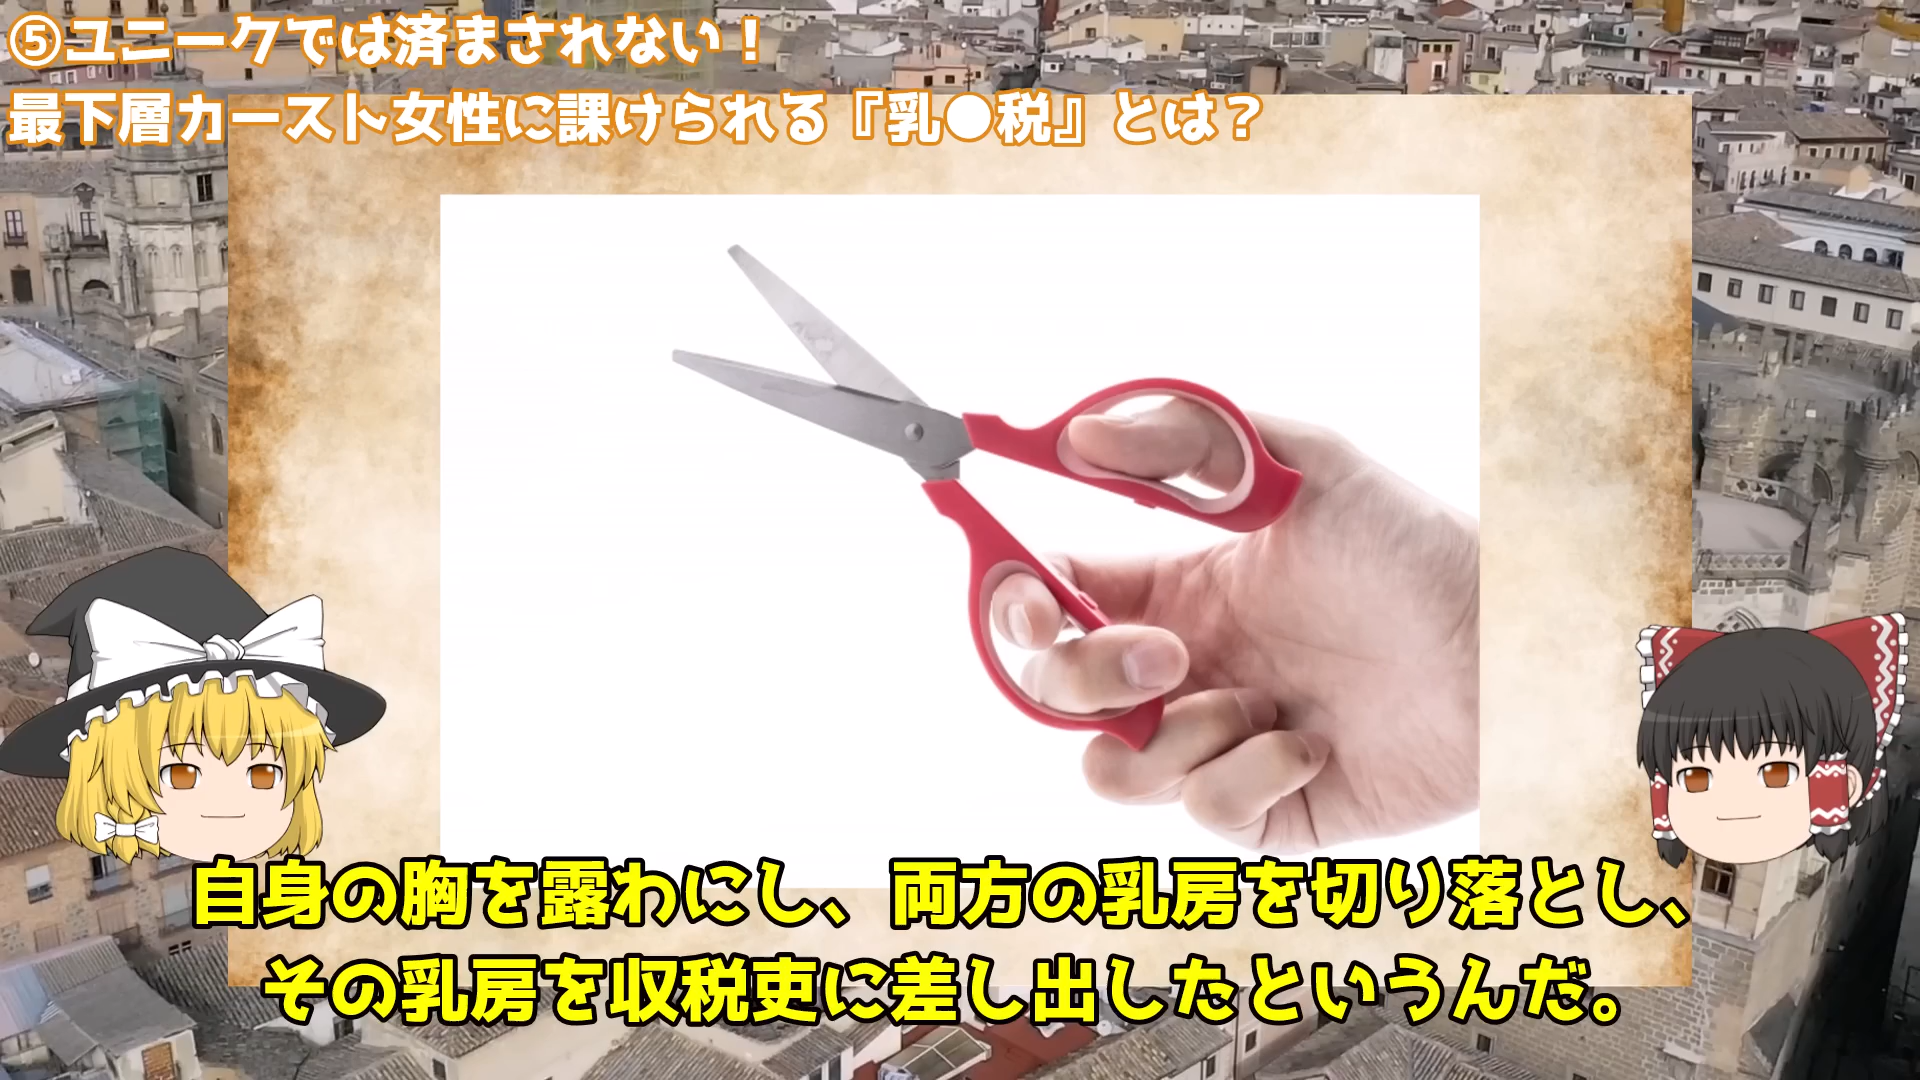 ⑤ユニークでは済まされない！
最下層カースト女性に課けられる『乳●税』とは？
自身の胸を露わにし、両方の乳房を切り落とし、
その乳房を収税吏に差し出したというんだ。